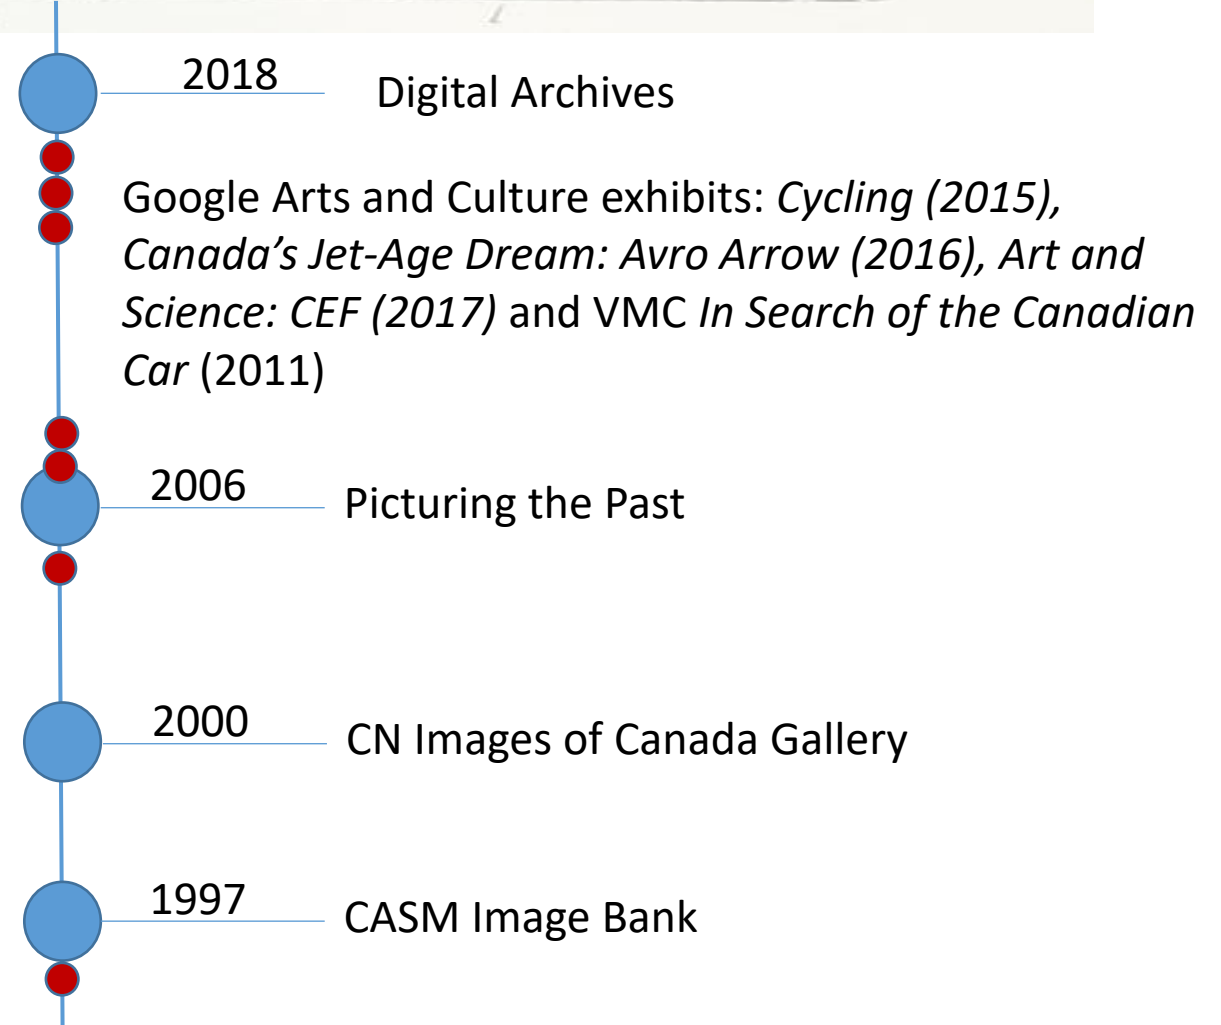 2018
Digital Archives
Google Arts and Culture exhibits: Cycling (2015),
Canada’s Jet-Age Dream: Avro Arrow (2016), Art and
Science: CEF (2017) and VMC In Search of the Canadian
Car (2011)
2006
Picturing the Past
2000
CN Images of Canada Gallery
1997
CASM Image Bank